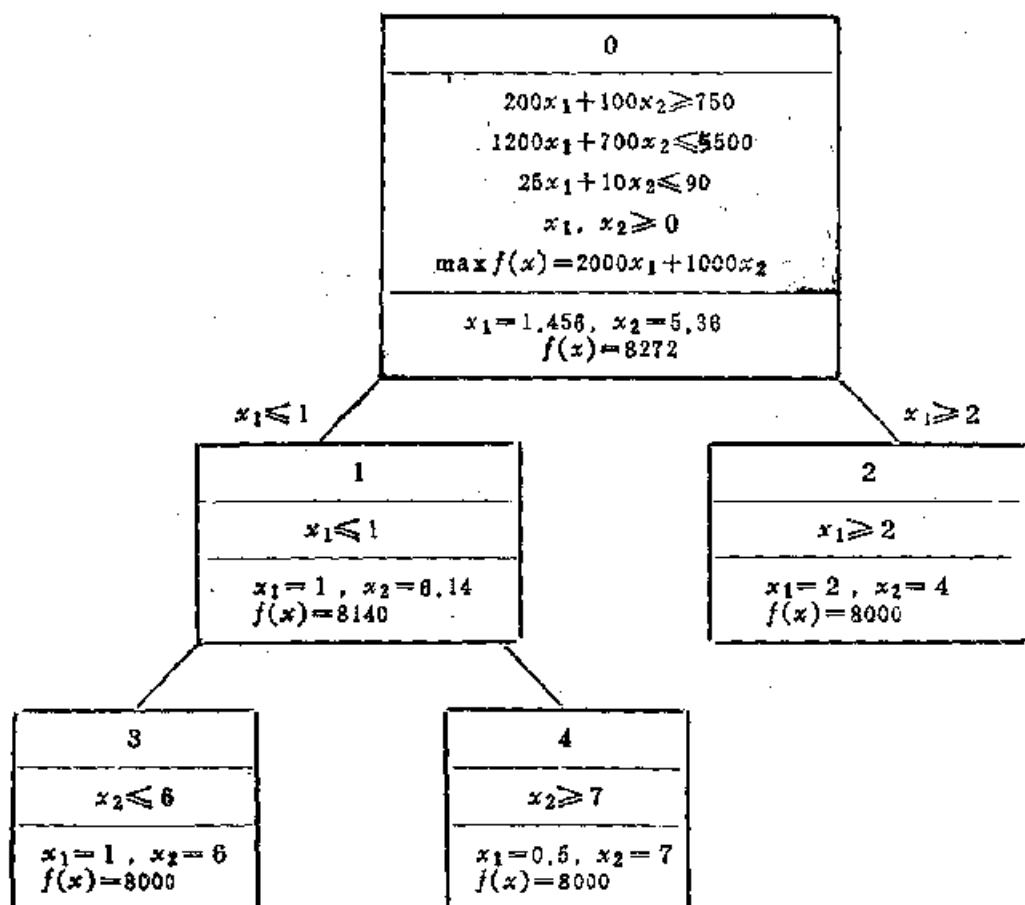 0
200x₁+100x₂⩾750
1200x₁+700x₂⩽5500
25x₁+10x₂⩽90
x₁, x₂⩾0
max f(x)=2000x₁+1000x₂
x₁=1.456, x₂=5.36
f(x)=8272
x₁⩽1
x₁⩾2
1
x₁⩽1
x₁=1, x₂=6.14
f(x)=8140
2
x₁⩾2
x₁=2, x₂=4
f(x)=8000
3
x₂⩽6
x₁=1, x₂=6
f(x)=8000
4
x₂⩾7
x₁=0.5, x₂=7
f(x)=8000